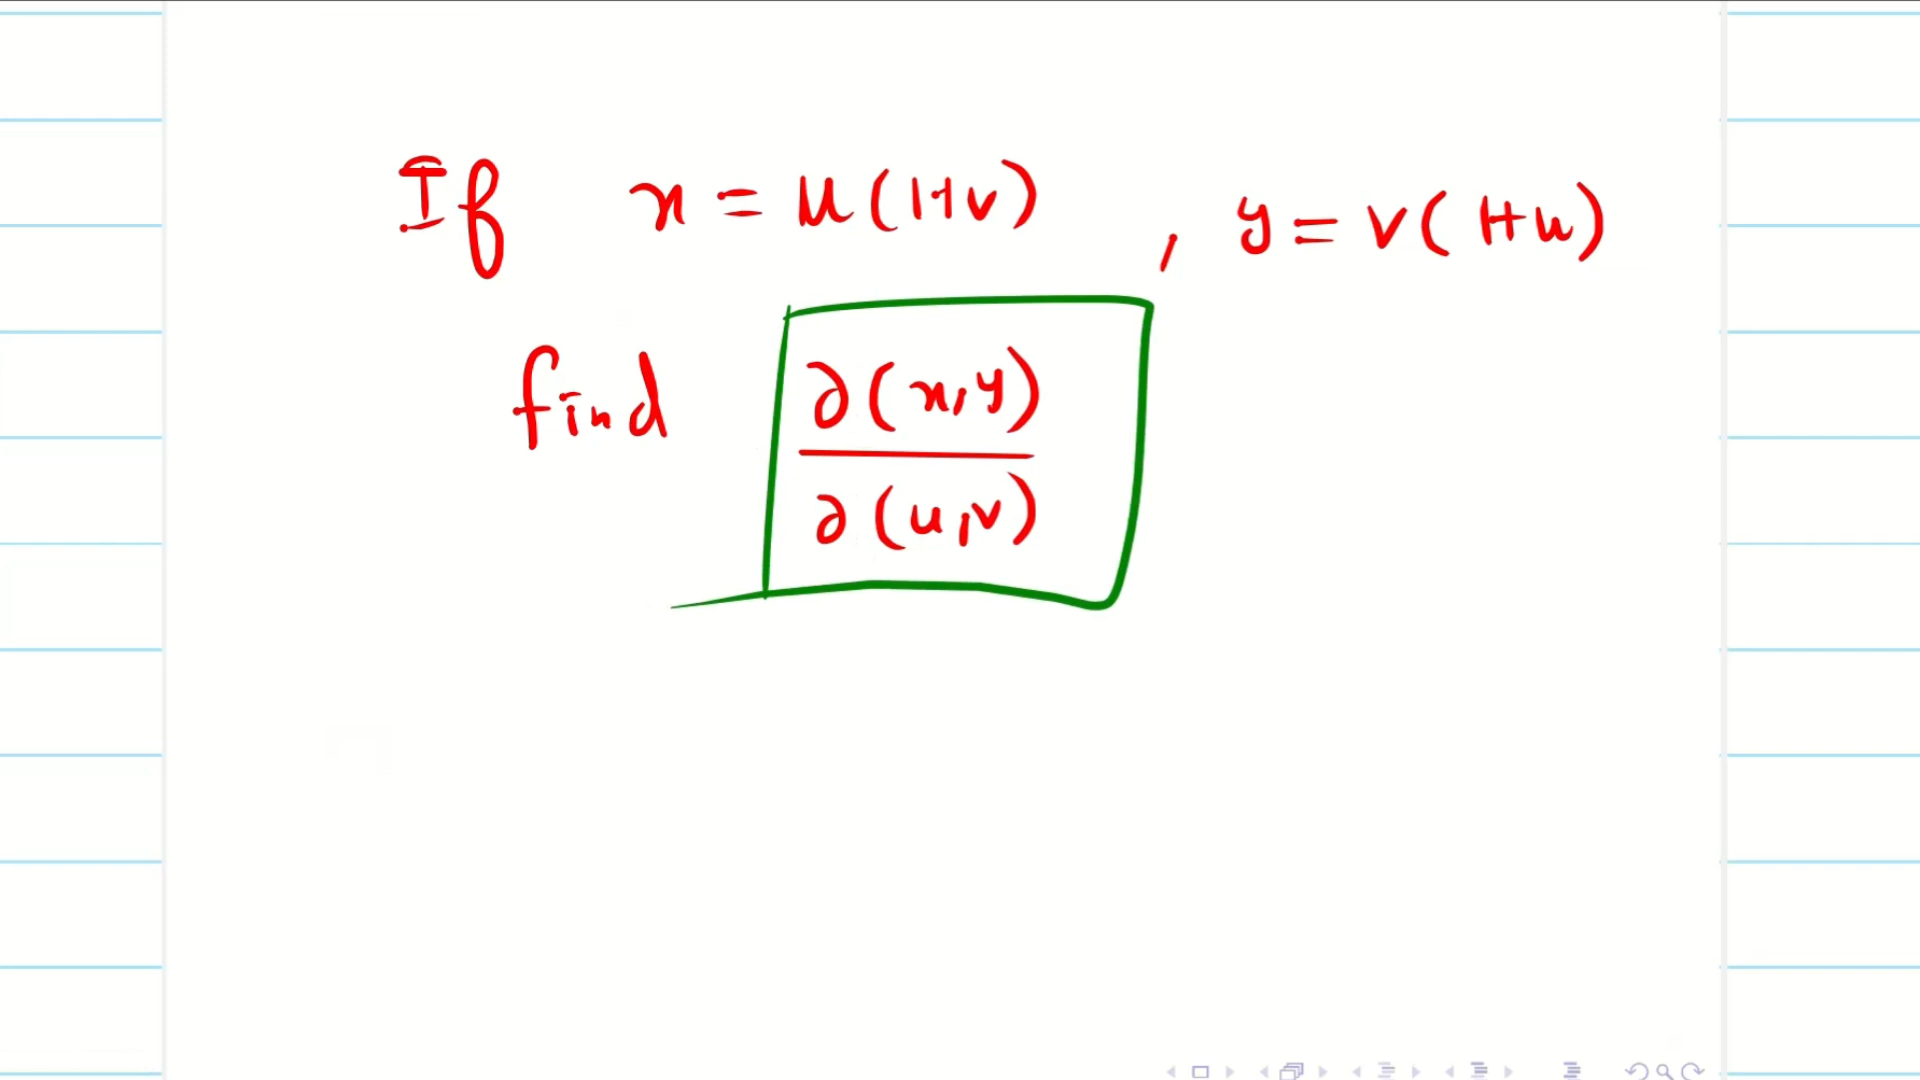 If x = u(1+v) , y = v(1+u)
find ∂(x,y)
∂(u,v)